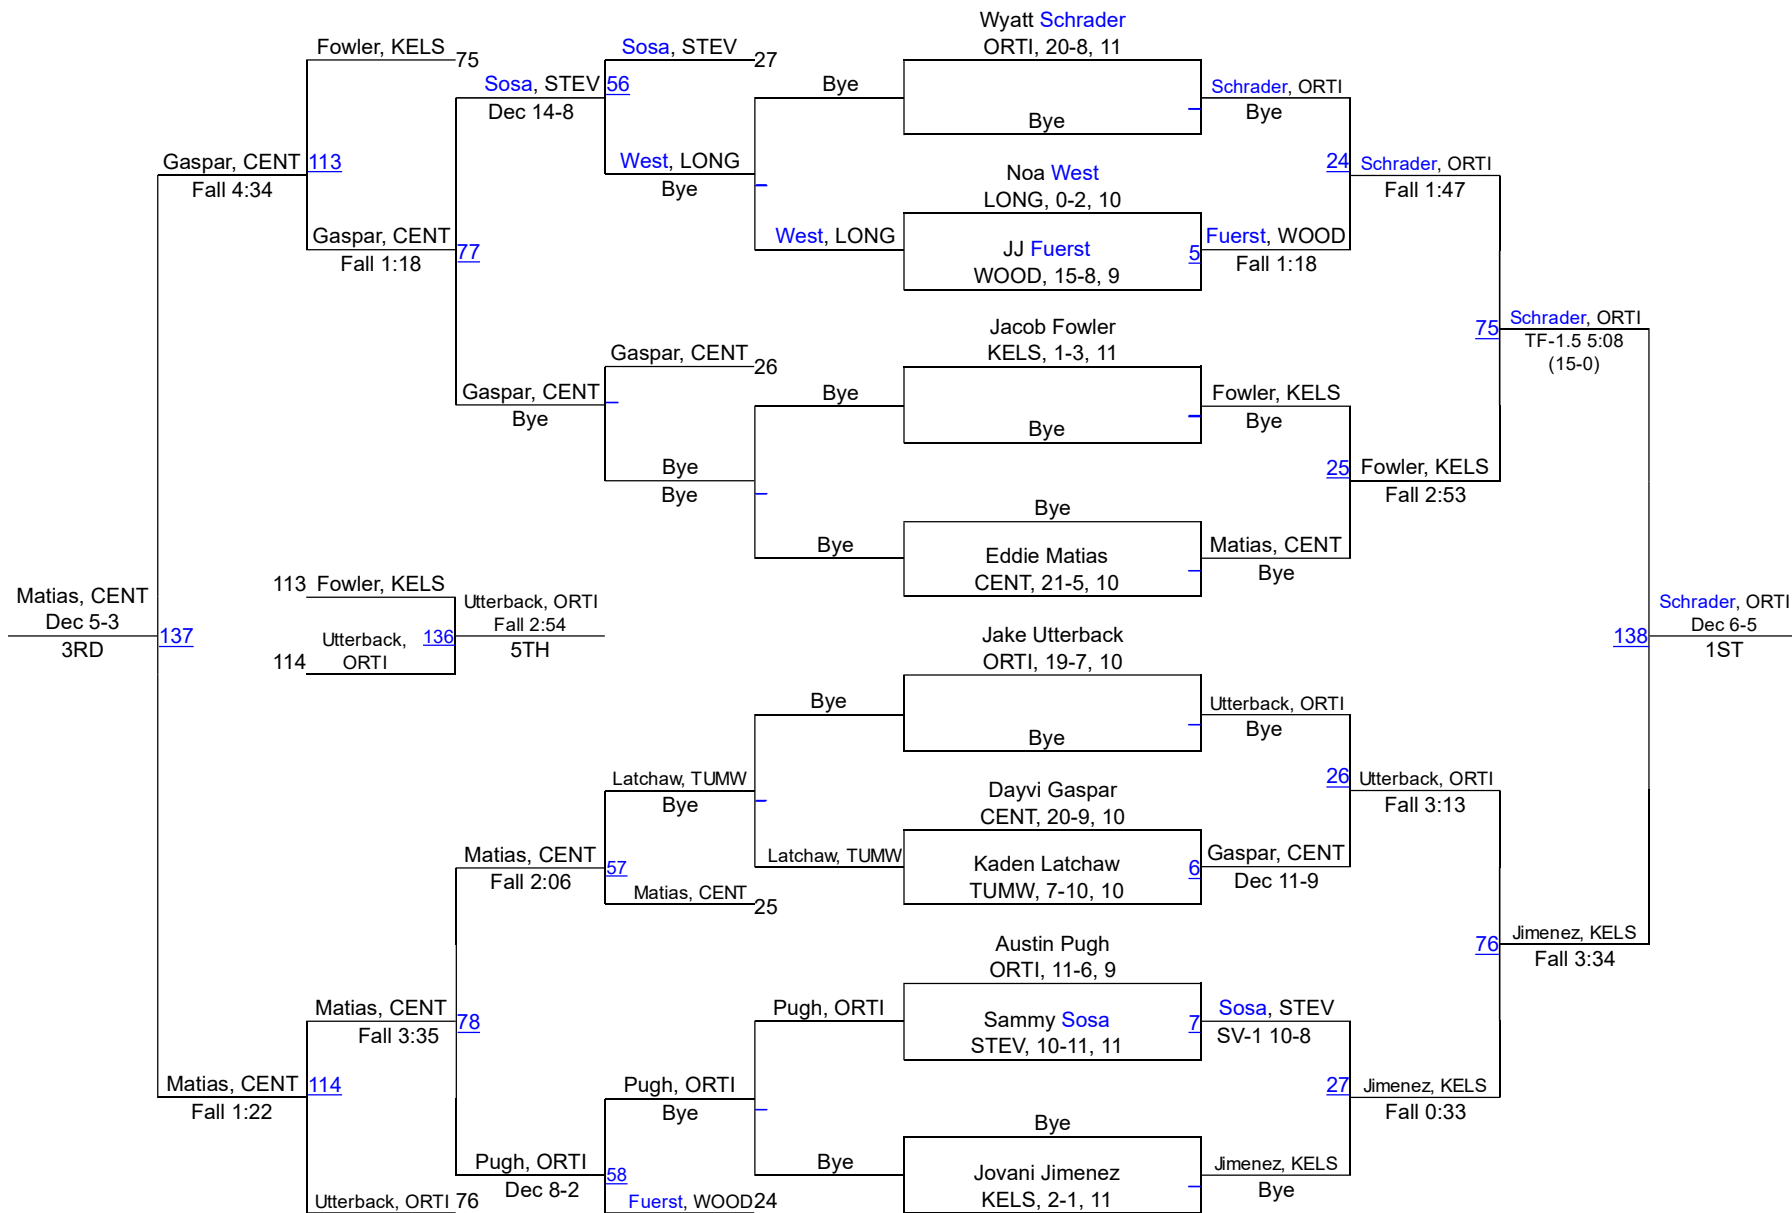 Wyatt Schrader
ORTI, 20-8, 11
Fowler, KELS
75
Sosa, STEV
27
Sosa, STEV
56
Dec 14-8
Bye
Bye
Schrader, ORTI
Bye
Gaspar, CENT
113
Fall 4:34
West, LONG
Bye
Noa West
LONG, 0-2, 10
24
Schrader, ORTI
Fall 1:47
Gaspar, CENT
77
Fall 1:18
West, LONG
JJ Fuerst
WOOD, 15-8, 9
5
Fuerst, WOOD
Fall 1:18
Jacob Fowler
KELS, 1-3, 11
75
Schrader, ORTI
TF-1.5 5:08
(15-0)
Gaspar, CENT
26
Gaspar, CENT
Bye
Bye
Bye
Fowler, KELS
Bye
Bye
Bye
25
Fowler, KELS
Fall 2:53
Bye
Bye
Eddie Matias
CENT, 21-5, 10
Matias, CENT
Bye
Matias, CENT
Dec 5-3
3RD
137
113
Fowler, KELS
Utterback,
ORTI
114
136
Utterback, ORTI
Fall 2:54
5TH
Schrader, ORTI
138
Dec 6-5
1ST
Jake Utterback
ORTI, 19-7, 10
Bye
Bye
Utterback, ORTI
Bye
Latchaw, TUMW
Bye
Dayvi Gaspar
CENT, 20-9, 10
26
Utterback, ORTI
Fall 3:13
Matias, CENT
57
Fall 2:06
Matias, CENT
25
Latchaw, TUMW
Kaden Latchaw
TUMW, 7-10, 10
6
Gaspar, CENT
Dec 11-9
Austin Pugh
ORTI, 11-6, 9
76
Jimenez, KELS
Fall 3:34
Matias, CENT
78
Fall 3:35
Pugh, ORTI
Sammy Sosa
STEV, 10-11, 11
7
Sosa, STEV
SV-1 10-8
Matias, CENT
114
Fall 1:22
Pugh, ORTI
Bye
27
Jimenez, KELS
Fall 0:33
Bye
Pugh, ORTI
58
Dec 8-2
Bye
Jovani Jimenez
KELS, 2-1, 11
Jimenez, KELS
Bye
Utterback, ORTI
76
Fuerst, WOOD
24